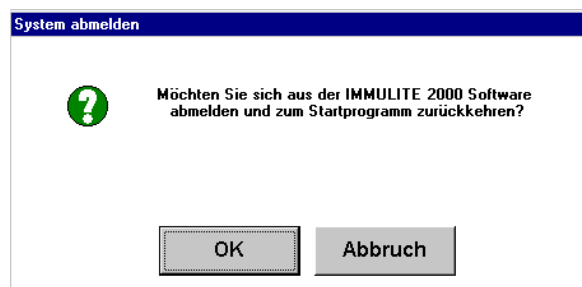 System abmelden
Möchten Sie sich aus der IMMULITE 2000 Software
abmelden und zum Startprogramm zurückkehren?
OK
Abbruch